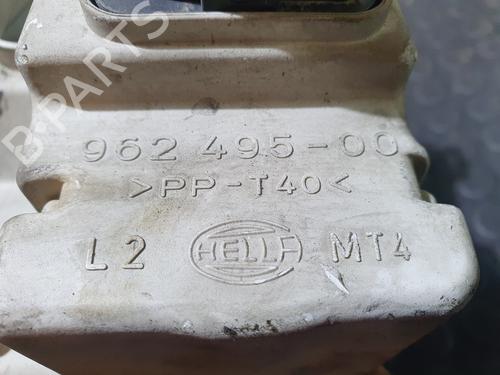 962 495-00
>PP-T40<
L2 HELLA MT4
B-PARTS